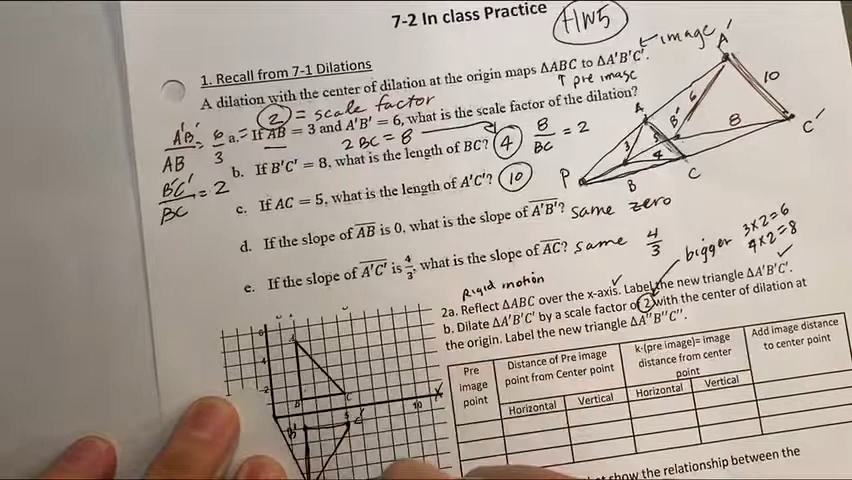 7-2 In class Practice
HW5
1. Recall from 7-1 Dilations
A dilation with the center of dilation at the origin maps ΔABC to ΔA'B'C'.
← image
↑ pre image
2 = scale factor
A'B'/AB = 6/3
a. = If AB = 3 and A'B' = 6, what is the scale factor of the dilation?
2 BC = 8
b. If B'C' = 8, what is the length of BC? 4
8/BC = 2
B'C'/BC = 2
c. If AC = 5, what is the length of A'C'? 10
d. If the slope of AB is 0, what is the slope of A'B'? same zero
e. If the slope of A'C' is 4/3, what is the slope of AC? same 4/3
A'
10
6
A
B'
8
C'
3
5
4
P
B
C
bigger
3x2=6
4x2=8
Rigid motion
2a. Reflect ΔABC over the x-axis. Label the new triangle ΔA'B'C'.
b. Dilate ΔA'B'C' by a scale factor of 2 with the center of dilation at
the origin. Label the new triangle ΔA''B''C''.
Pre image point
Distance of Pre image point from Center point
k·(pre image)= image distance from center point
Add image distance to center point
Horizontal
Vertical
Horizontal
Vertical
6
4
2
A
B
C
10
X
B'
C'
show the relationship between the